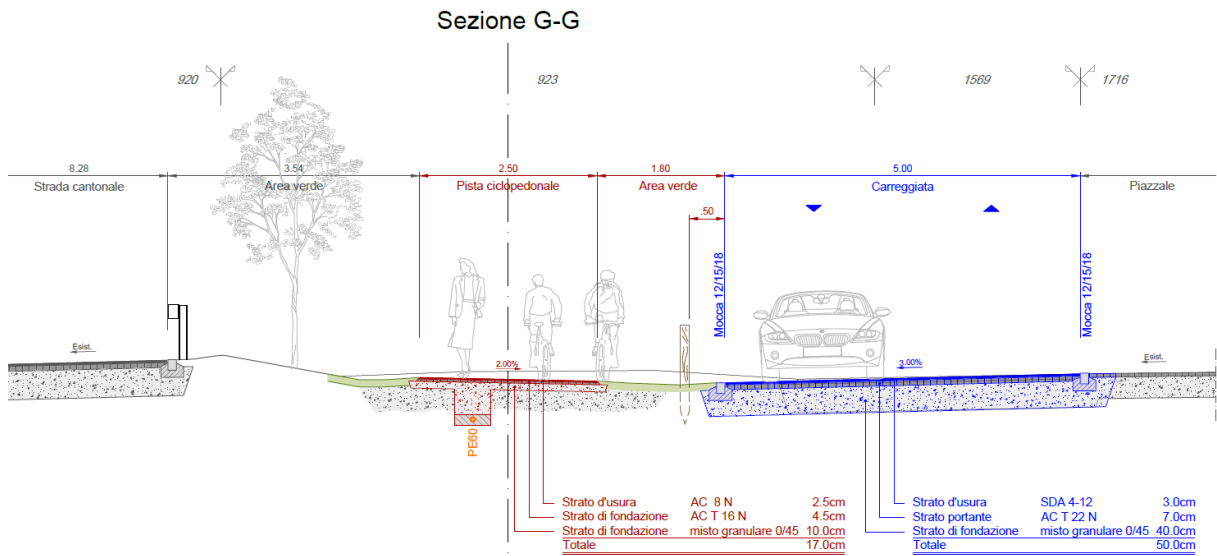 Sezione G-G
920
923
1569
1716
8.28
3.54
2.50
1.80
5.00
Strada cantonale
Area verde
Pista ciclopedonale
Area verde
Carreggiata
Piazzale
.50
Mocca 12/15/18
Mocca 12/15/18
Esist.
2.00%
3.00%
Esist.
PE60
Strato d'usura AC 8 N 2.5cm
Strato di fondazione AC T 16 N 4.5cm
Strato di fondazione misto granulare 0/45 10.0cm
Totale 17.0cm
Strato d'usura SDA 4-12 3.0cm
Strato portante AC T 22 N 7.0cm
Strato di fondazione misto granulare 0/45 40.0cm
Totale 50.0cm